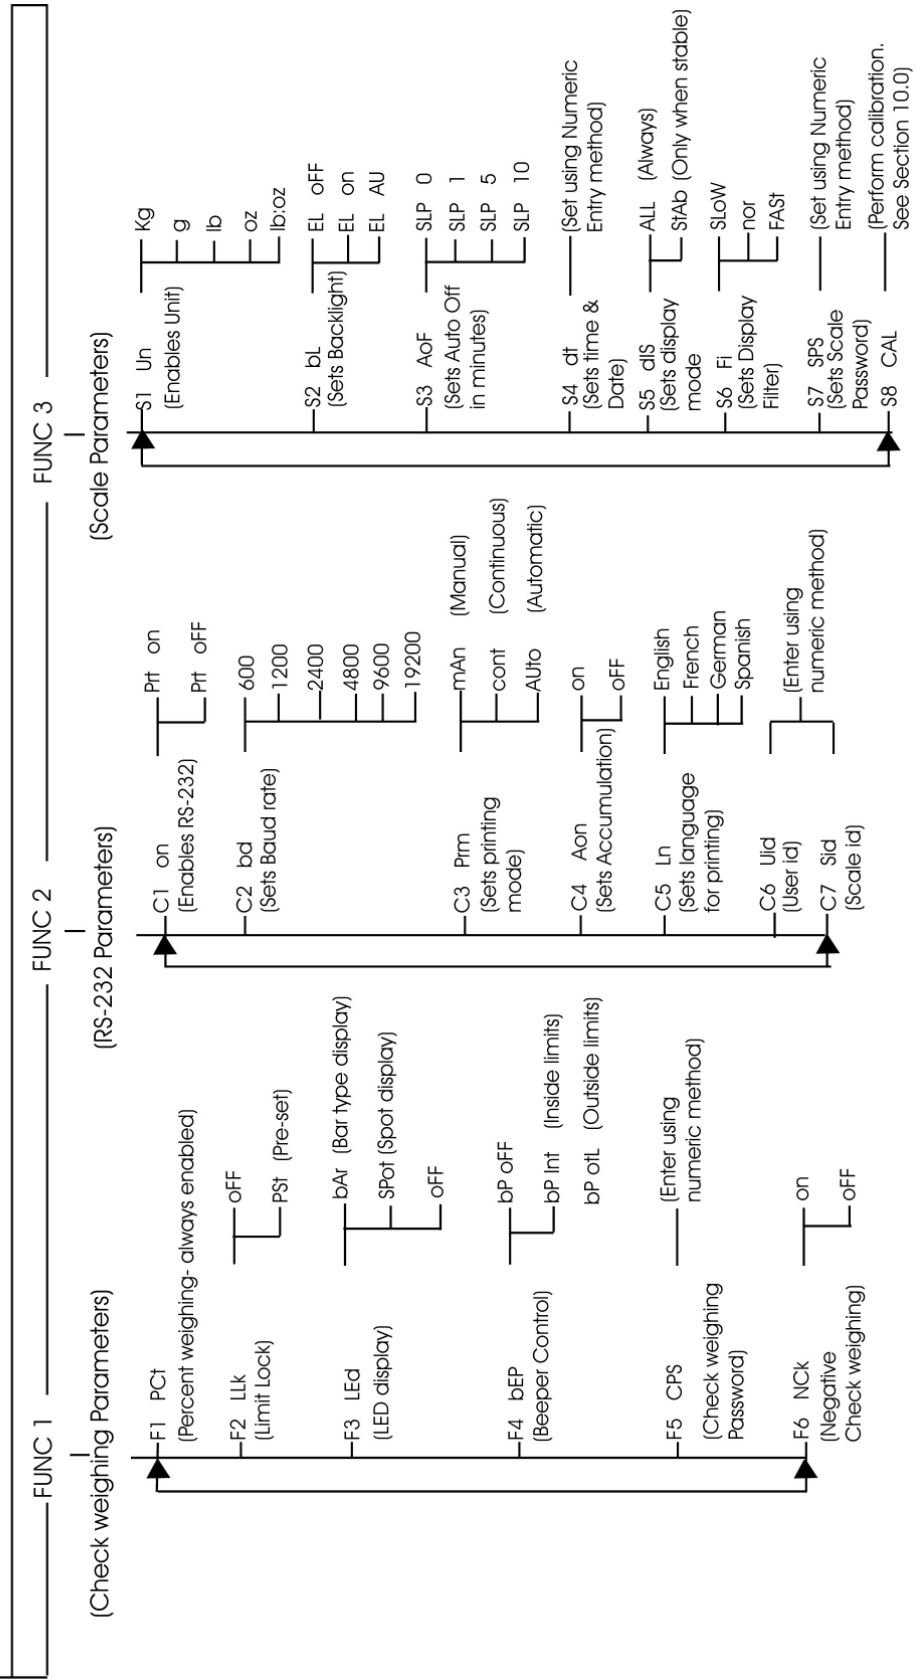 FUNC 1
(Check weighing Parameters)
F1 PCt
(Percent weighing- always enabled)
F2 LLk
(Limit Lock)
oFF
PSt (Pre-set)
F3 LEd
(LED display)
bAr (Bar type display)
SPot (Spot display)
oFF
F4 bEP
(Beeper Control)
bP oFF
bP Int (Inside limits)
bP otL (Outside limits)
F5 CPS
(Check weighing
Password)
(Enter using
numeric method)
F6 NCk
(Negative
Check weighing)
on
oFF
FUNC 2
(RS-232 Parameters)
C1 on
(Enables RS-232)
Prt on
Prt oFF
C2 bd
(Sets Baud rate)
600
1200
2400
4800
9600
19200
C3 Prm
(Sets printing
mode)
mAn (Manual)
cont (Continuous)
AUto (Automatic)
C4 Aon
(Sets Accumulation)
on
oFF
C5 Ln
(Sets language
for printing)
English
French
German
Spanish
C6 Uid
(User id)
C7 Sid
(Scale id)
(Enter using
numeric method)
FUNC 3
(Scale Parameters)
S1 Un
(Enables Unit)
Kg
g
lb
oz
lb:oz
S2 bL
(Sets Backlight)
EL oFF
EL on
EL AU
S3 AoF
(Sets Auto Off
in minutes)
SLP 0
SLP 1
SLP 5
SLP 10
S4 dt
(Sets time &
Date)
(Set using Numeric
Entry method)
S5 dIS
(Sets display
mode
ALL (Always)
StAb (Only when stable)
S6 Fi
(Sets Display
Filter)
SLoW
nor
FASt
S7 SPS
(Sets Scale
Password)
(Set using Numeric
Entry method)
S8 CAL
(Perform calibration.
See Section 10.0)